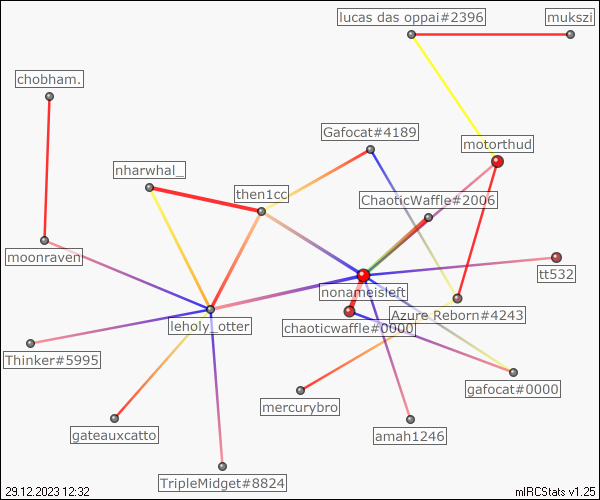 lucas das oppai#2396
mukszi
chobham.
Gafocat#4189
motorthud
nharwhal_
then1cc
ChaoticWaffle#2006
moonraven
tt532
nonameisleft
leholy_otter
chaoticwaffle#0000
Azure Reborn#4243
Thinker#5995
gafocat#0000
mercurybro
gateauxcatto
amah1246
TripleMidget#8824
29.12.2023 12:32
mIRCStats v1.25